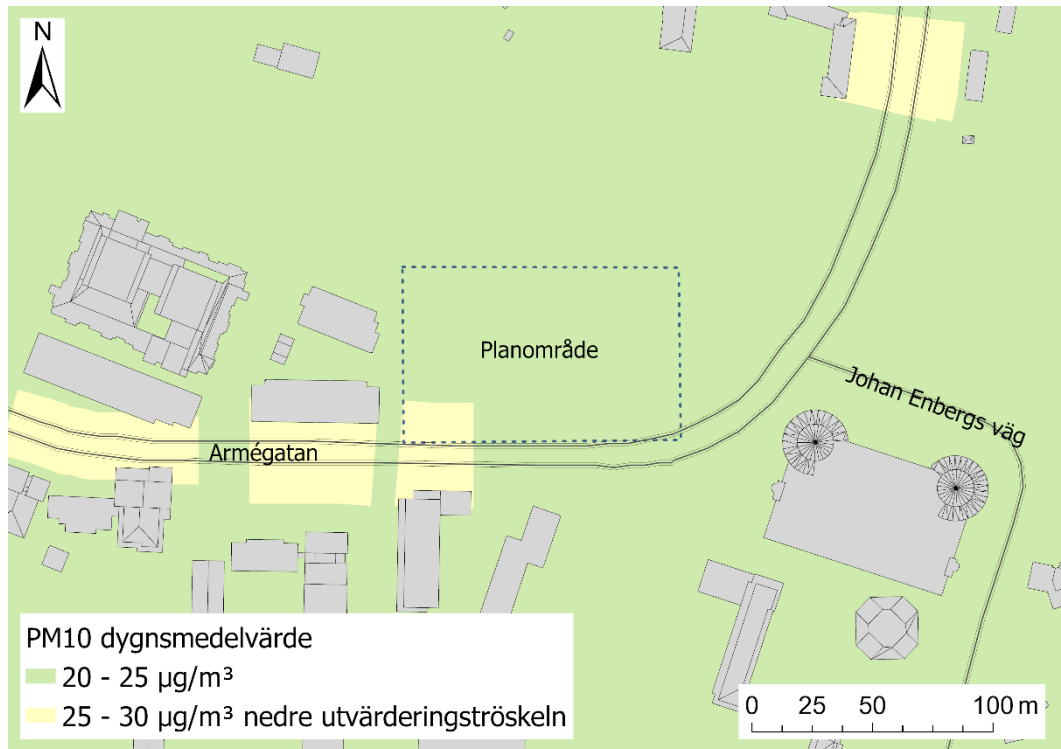 N
Planområde
Johan Enbergs väg
Armégatan
PM10 dygnsmedelvärde
20 - 25 µg/m³
25 - 30 µg/m³ nedre utvärderingströskeln
0 25 50 100 m